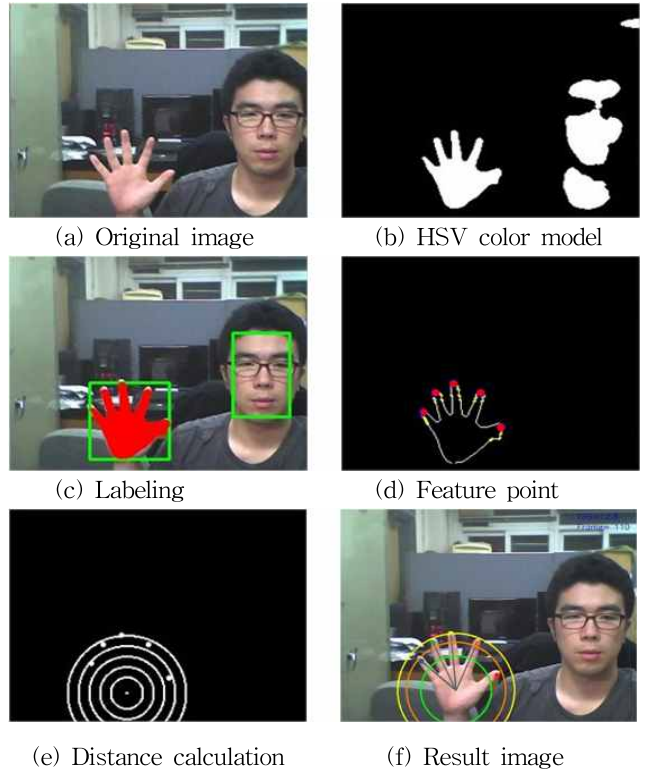 (a) Original image
(b) HSV color model
(c) Labeling
(d) Feature point
(e) Distance calculation
(f) Result image